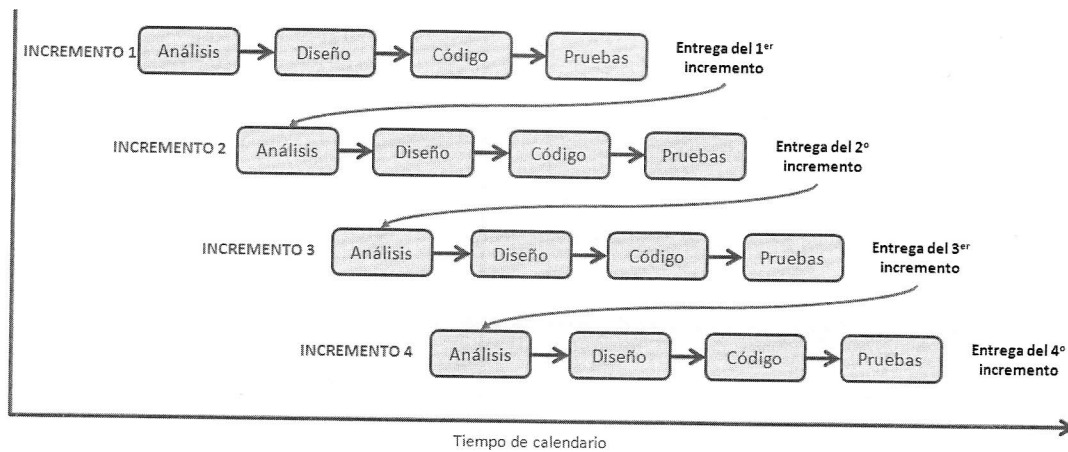 INCREMENTO 1
Análisis
Diseño
Código
Pruebas
Entrega del 1er
incremento
INCREMENTO 2
Análisis
Diseño
Código
Pruebas
Entrega del 2º
incremento
INCREMENTO 3
Análisis
Diseño
Código
Pruebas
Entrega del 3er
incremento
INCREMENTO 4
Análisis
Diseño
Código
Pruebas
Entrega del 4º
incremento
Tiempo de calendario